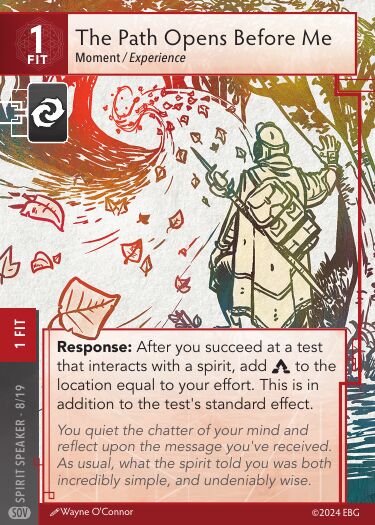 1
FIT
The Path Opens Before Me
Moment / Experience
Response: After you succeed at a test
that interacts with a spirit, add to the
location equal to your effort. This is in
addition to the test's standard effect.
You quiet the chatter of your mind and
reflect upon the message you've received.
As usual, what the spirit told you was both
incredibly simple, and undeniably wise.
1 FIT
SPIRIT SPEAKER - 8/19
SOV
Wayne O'Connor
©2024 EBG